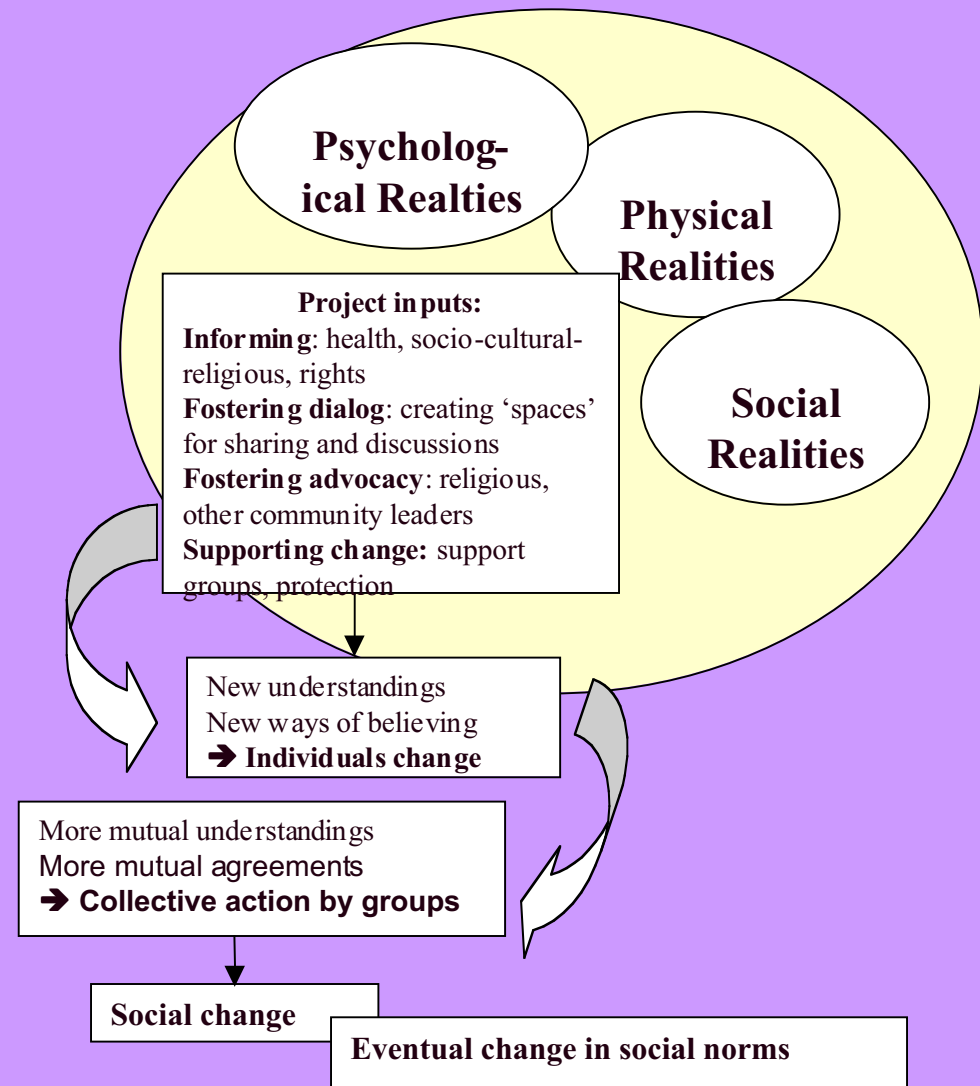 Psycholog-
ical Realties
Physical
Realities
Social
Realities
Project inputs:
Informing: health, socio-cultural-
religious, rights
Fostering dialog: creating ‘spaces’
for sharing and discussions
Fostering advocacy: religious,
other community leaders
Supporting change: support
groups, protection
New understandings
New ways of believing
➔ Individuals change
More mutual understandings
More mutual agreements
➔ Collective action by groups
Social change
Eventual change in social norms